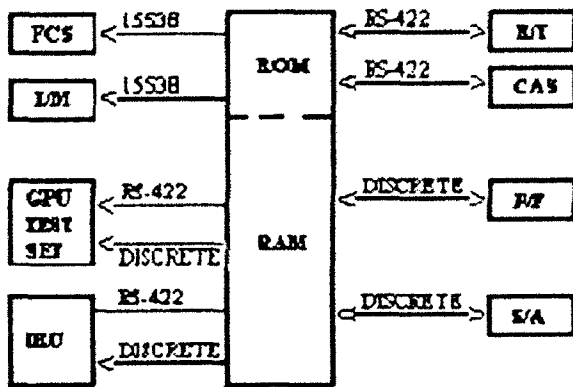 FCS
1553B
L/M
1553B
GPU
TEST
SET
RS-422
DISCRETE
IEU
RS-422
DISCRETE
ROM
RAM
RS-422
CAS
RS-422
DISCRETE
DISCRETE
S/A